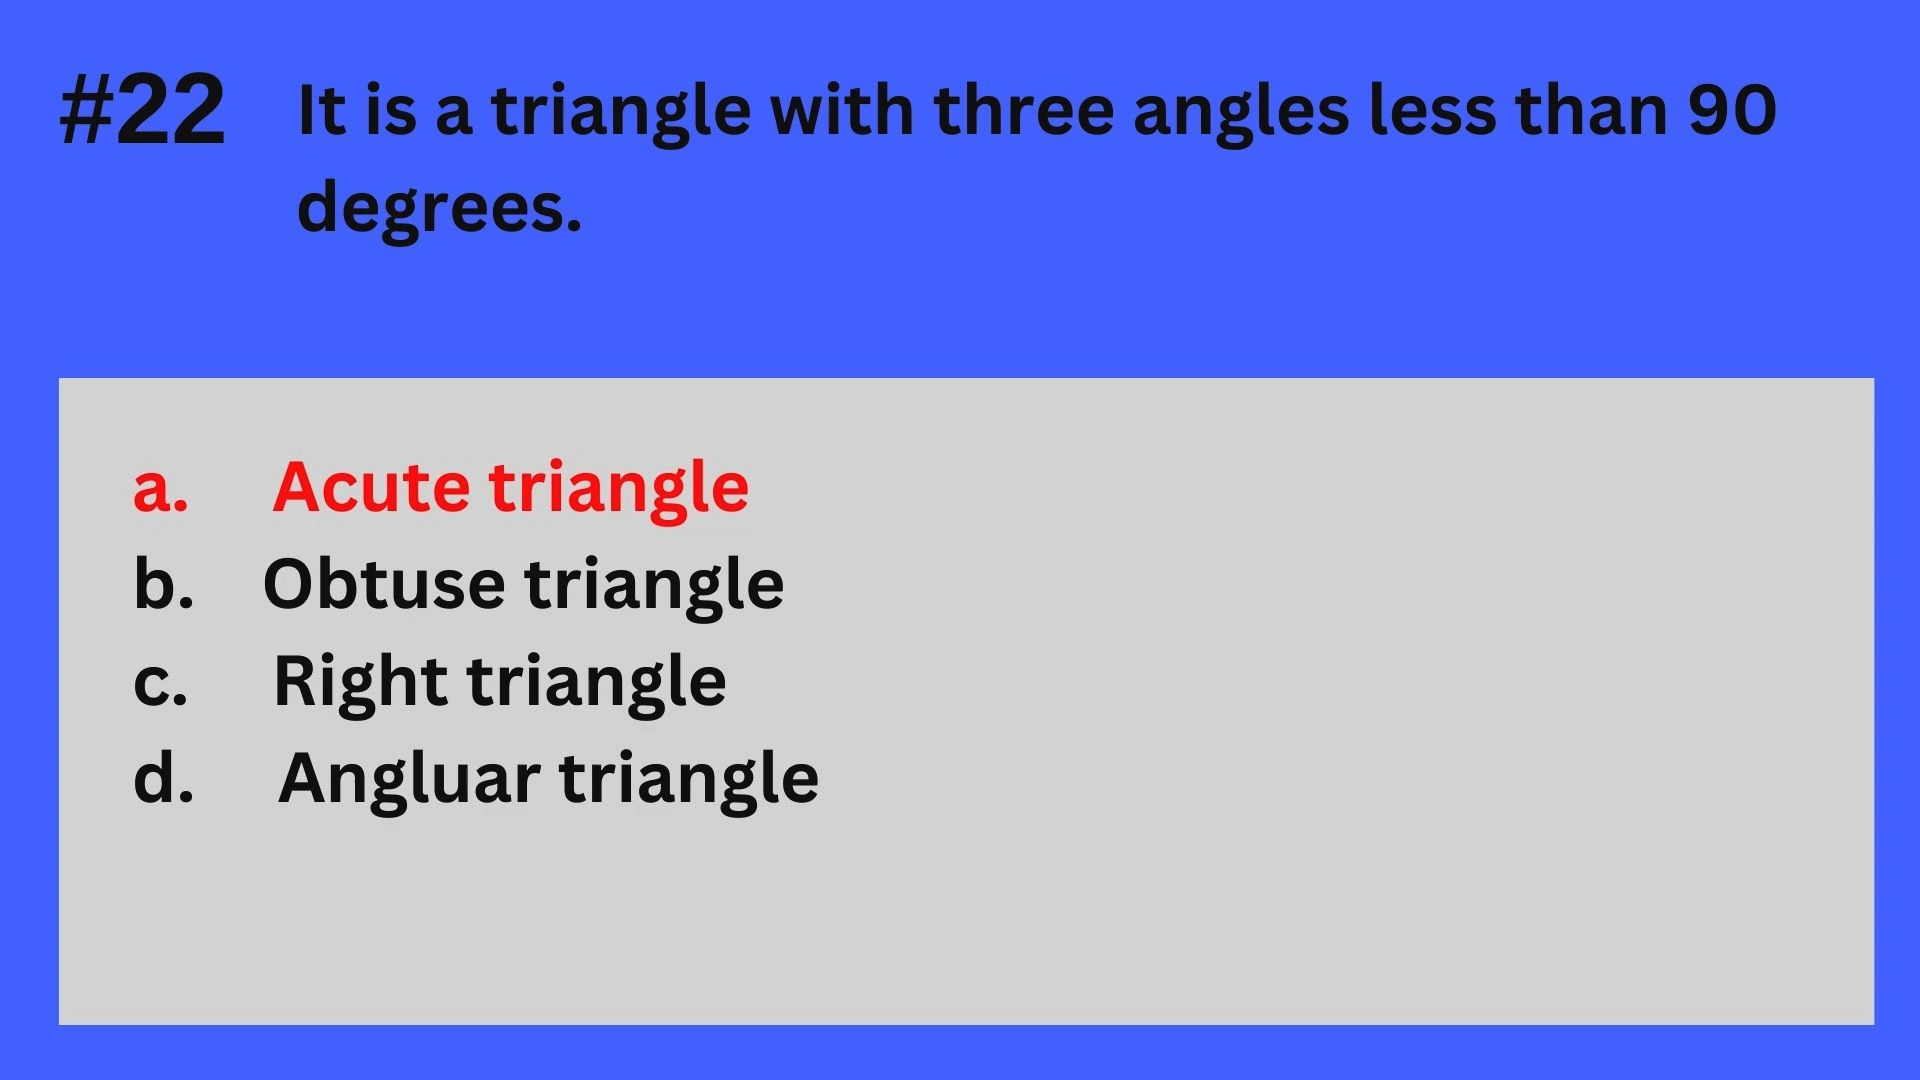 #22 It is a triangle with three angles less than 90
degrees.
a. Acute triangle
b. Obtuse triangle
c. Right triangle
d. Angluar triangle